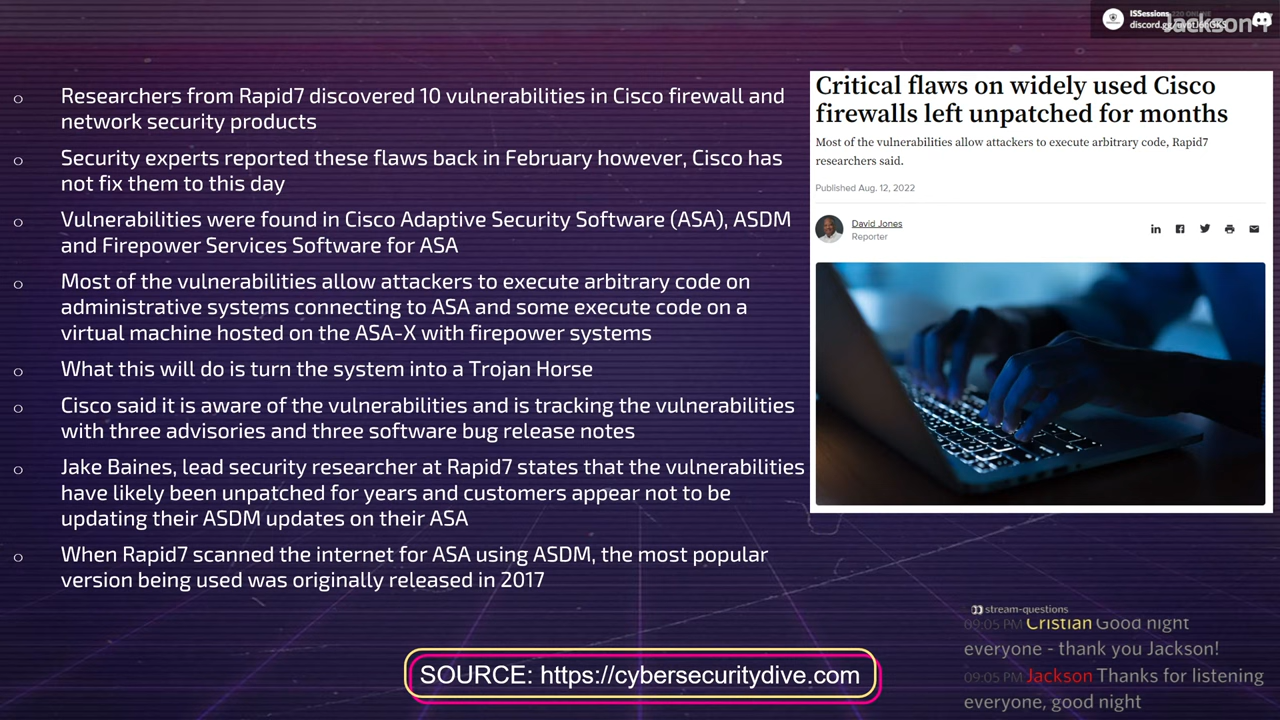 ISSessions
Jackson
Researchers from Rapid7 discovered 10 vulnerabilities in Cisco firewall and
network security products
Security experts reported these flaws back in February however, Cisco has
not fix them to this day
Vulnerabilities were found in Cisco Adaptive Security Software (ASA), ASDM
and Firepower Services Software for ASA
Most of the vulnerabilities allow attackers to execute arbitrary code on
administrative systems connecting to ASA and some execute code on a
virtual machine hosted on the ASA-X with firepower systems
What this will do is turn the system into a Trojan Horse
Cisco said it is aware of the vulnerabilities and is tracking the vulnerabilities
with three advisories and three software bug release notes
Jake Baines, lead security researcher at Rapid7 states that the vulnerabilities
have likely been unpatched for years and customers appear not to be
updating their ASDM updates on their ASA
When Rapid7 scanned the internet for ASA using ASDM, the most popular
version being used was originally released in 2017
Critical flaws on widely used Cisco
firewalls left unpatched for months
Most of the vulnerabilities allow attackers to execute arbitrary code, Rapid7
researchers said.
Published Aug. 12, 2022
David Jones
Reporter
SOURCE: https://cybersecuritydive.com
stream-questions
09:05 PM Cristian Good night
everyone - thank you Jackson!
09:05 PM Jackson Thanks for listening
everyone, good night